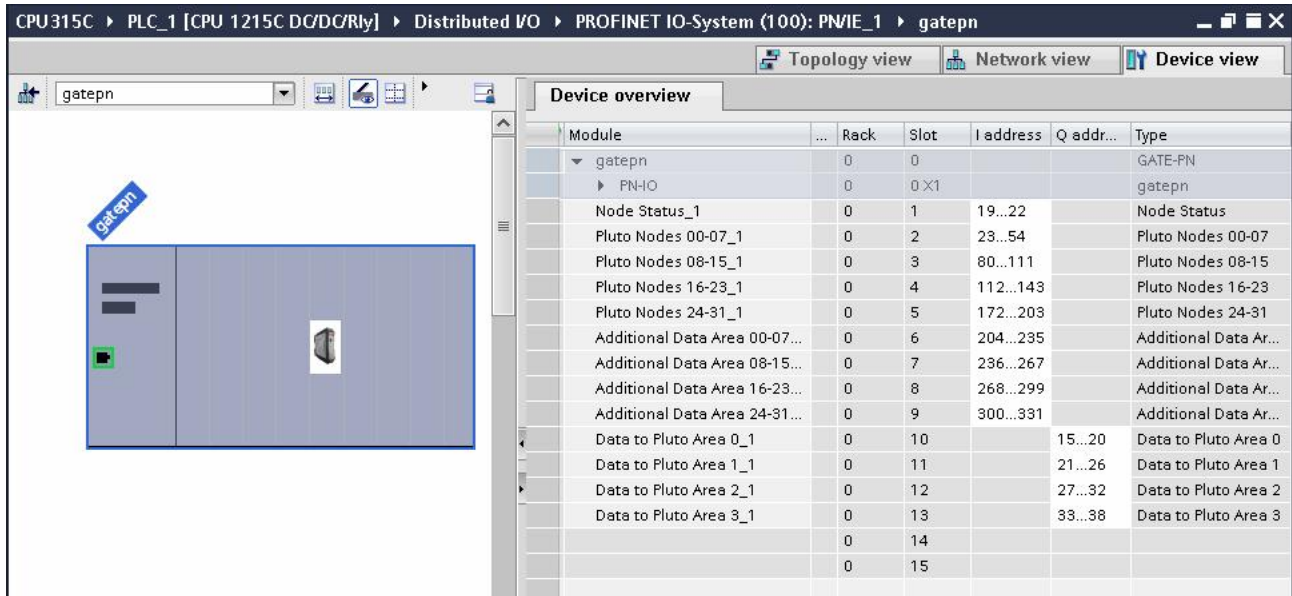 CPU315C ▸ PLC_1 [CPU 1215C DC/DC/Rly] ▸ Distributed I/O ▸ PROFINET IO-System (100): PN/IE_1 ▸ gatepn
Topology view Network view Device view
gatepn
Device overview
Module ... Rack Slot I address Q addr... Type
gatepn 0 0 GATE-PN
PN-IO 0 0 X1 gatepn
Node Status_1 0 1 19...22 Node Status
Pluto Nodes 00-07_1 0 2 23...54 Pluto Nodes 00-07
Pluto Nodes 08-15_1 0 3 80...111 Pluto Nodes 08-15
Pluto Nodes 16-23_1 0 4 112...143 Pluto Nodes 16-23
Pluto Nodes 24-31_1 0 5 172...203 Pluto Nodes 24-31
Additional Data Area 00-07... 0 6 204...235 Additional Data Ar...
Additional Data Area 08-15... 0 7 236...267 Additional Data Ar...
Additional Data Area 16-23... 0 8 268...299 Additional Data Ar...
Additional Data Area 24-31... 0 9 300...331 Additional Data Ar...
Data to Pluto Area 0_1 0 10 15...20 Data to Pluto Area 0
Data to Pluto Area 1_1 0 11 21...26 Data to Pluto Area 1
Data to Pluto Area 2_1 0 12 27...32 Data to Pluto Area 2
Data to Pluto Area 3_1 0 13 33...38 Data to Pluto Area 3
0 14
0 15
gatepn